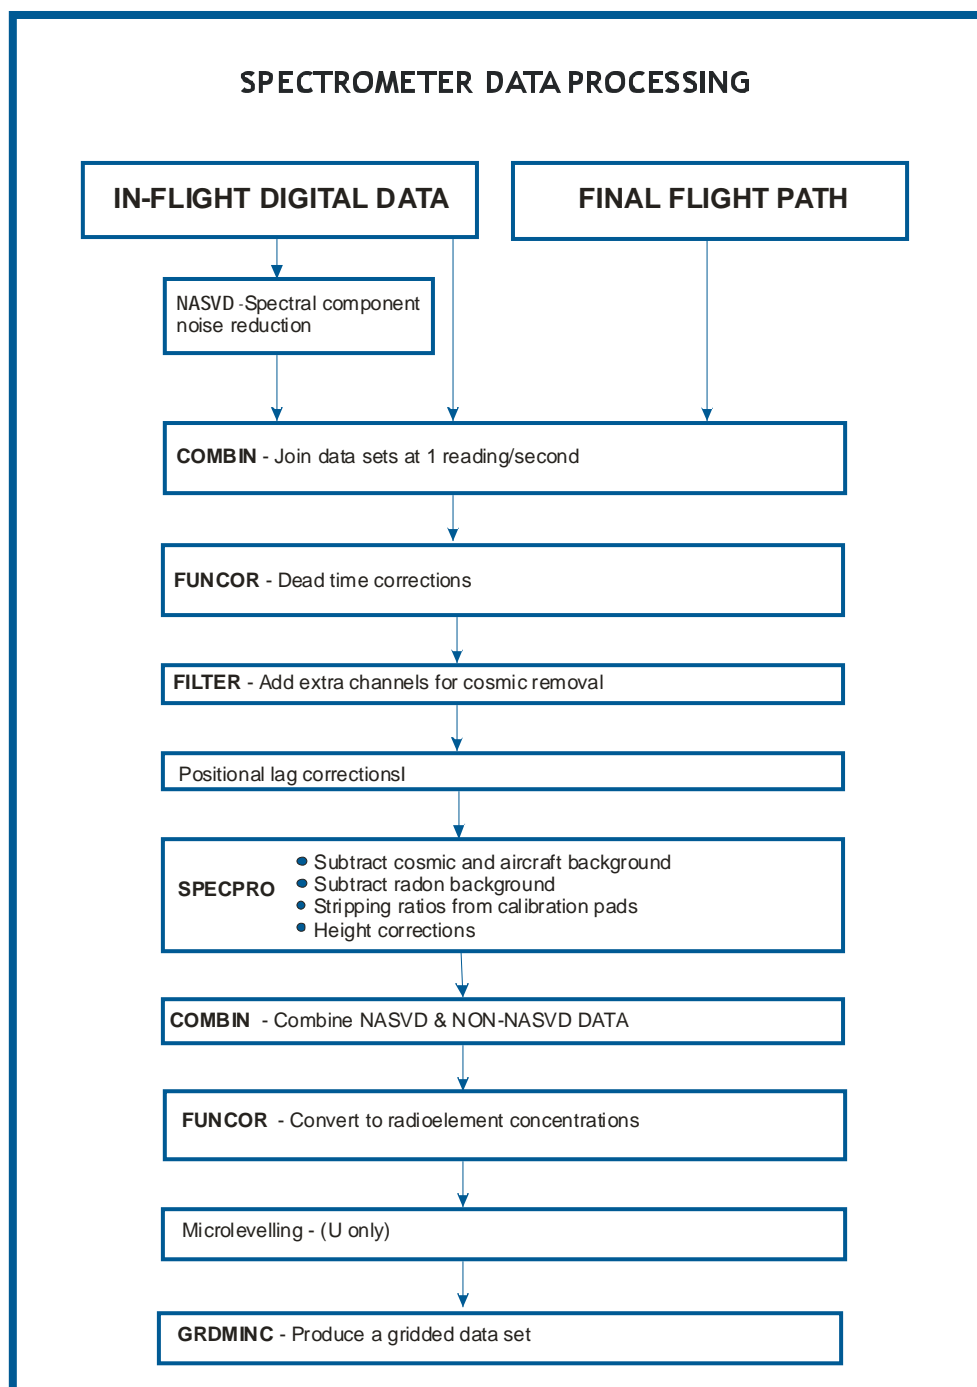 SPECTROMETER DATA PROCESSING
IN-FLIGHT DIGITAL DATA
FINAL FLIGHT PATH
NASVD -Spectral component
noise reduction
COMBIN - Join data sets at 1 reading/second
FUNCOR - Dead time corrections
FILTER - Add extra channels for cosmic removal
Positional lag correctionsl
SPECPRO
• Subtract cosmic and aircraft background
• Subtract radon background
• Stripping ratios from calibration pads
• Height corrections
COMBIN - Combine NASVD & NON-NASVD DATA
FUNCOR - Convert to radioelement concentrations
Microlevelling - (U only)
GRDMINC - Produce a gridded data set